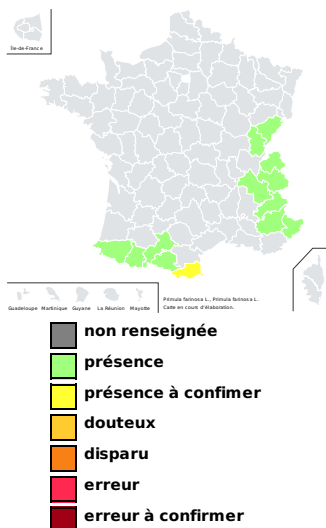 Île-de-France
Guadeloupe Martinique Guyane La Réunion Mayotte
Primula farinosa L., Primula farinosa L.
Carte en cours d'élaboration.
non renseignée
présence
présence à confimer
douteux
disparu
erreur
erreur à confirmer